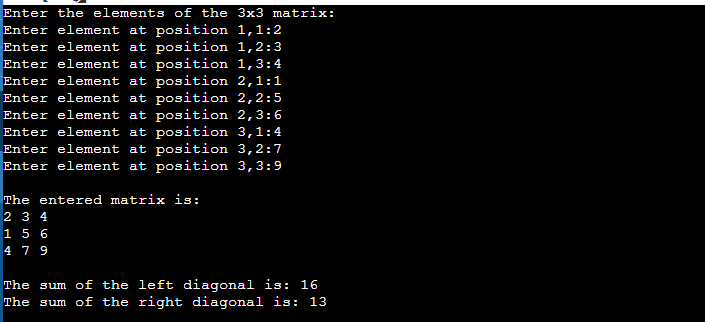 Enter the elements of the 3x3 matrix:
Enter element at position 1,1:2
Enter element at position 1,2:3
Enter element at position 1,3:4
Enter element at position 2,1:1
Enter element at position 2,2:5
Enter element at position 2,3:6
Enter element at position 3,1:4
Enter element at position 3,2:7
Enter element at position 3,3:9
The entered matrix is:
2 3 4
1 5 6
4 7 9
The sum of the left diagonal is: 16
The sum of the right diagonal is: 13